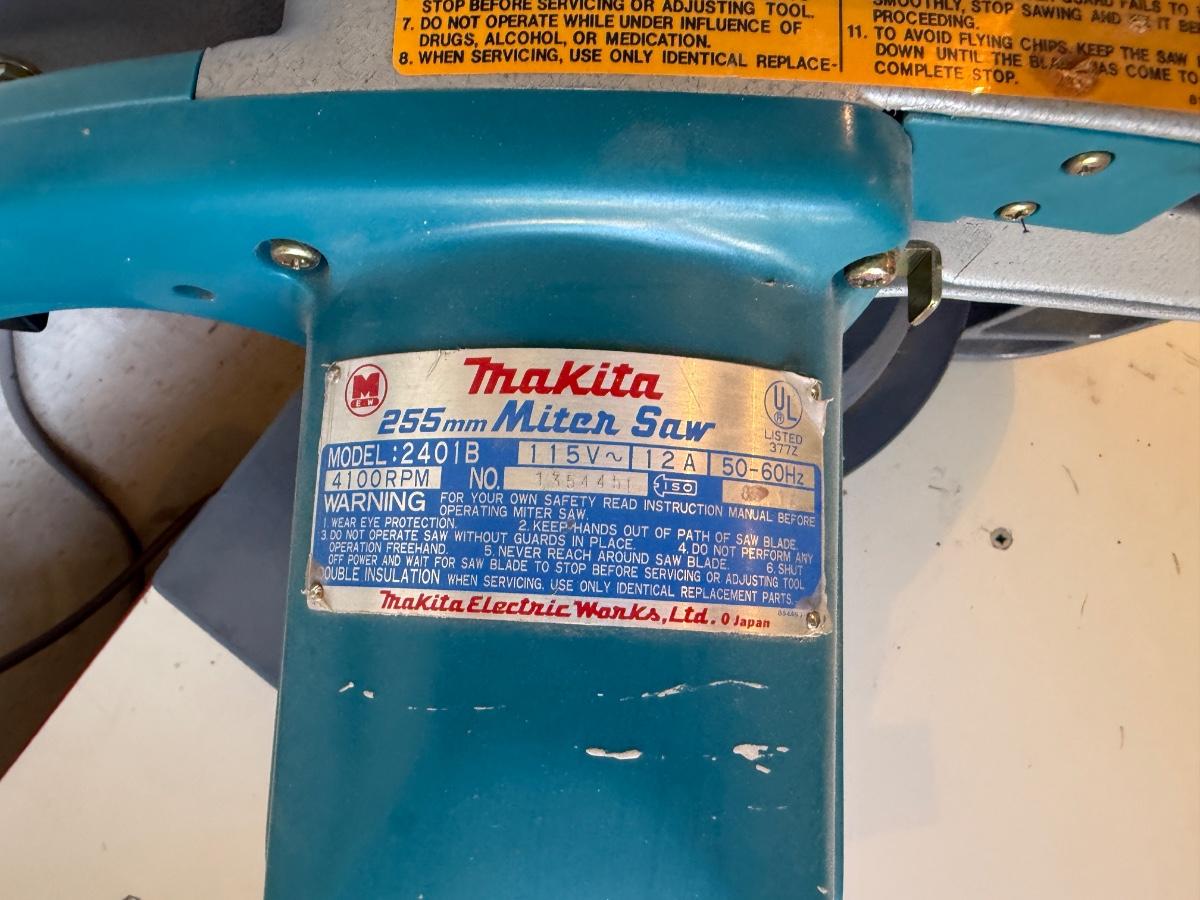 STOP BEFORE SERVICING OR ADJUSTING TOOL.
7. DO NOT OPERATE WHILE UNDER INFLUENCE OF
DRUGS, ALCOHOL, OR MEDICATION.
8. WHEN SERVICING, USE ONLY IDENTICAL REPLACE-
GUARD FAILS TO
SMOOTHLY, STOP SAWING AND IT BE
PROCEEDING.
11. TO AVOID FLYING CHIPS, KEEP THE SAW
DOWN UNTIL THE HAS COME TO
COMPLETE STOP.
M
E W
Makita
255mm Miter Saw
UL
®
LISTED
377Z
MODEL:2401B 115V~ 12A 50-60Hz
4100RPM NO. ISO
WARNING FOR YOUR OWN SAFETY READ INSTRUCTION MANUAL BEFORE
OPERATING MITER SAW.
1. WEAR EYE PROTECTION. 2. KEEP HANDS OUT OF PATH OF SAW BLADE.
3. DO NOT OPERATE SAW WITHOUT GUARDS IN PLACE. 4. DO NOT PERFORM ANY
OPERATION FREEHAND. 5. NEVER REACH AROUND SAW BLADE. 6. SHUT
OFF POWER AND WAIT FOR SAW BLADE TO STOP BEFORE SERVICING OR ADJUSTING TOOL
DOUBLE INSULATION WHEN SERVICING, USE ONLY IDENTICAL REPLACEMENT PARTS.
Makita Electric Works, Ltd. O Japan